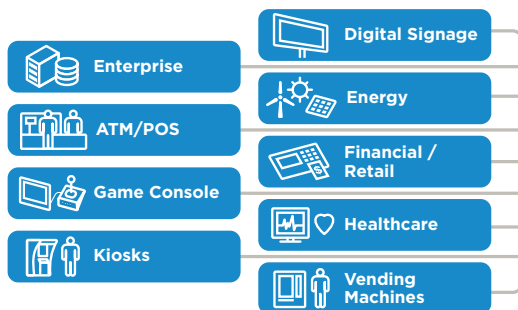 Enterprise
ATM/POS
Game Console
Kiosks
Digital Signage
Energy
Financial /
Retail
$
Healthcare
Vending
Machines